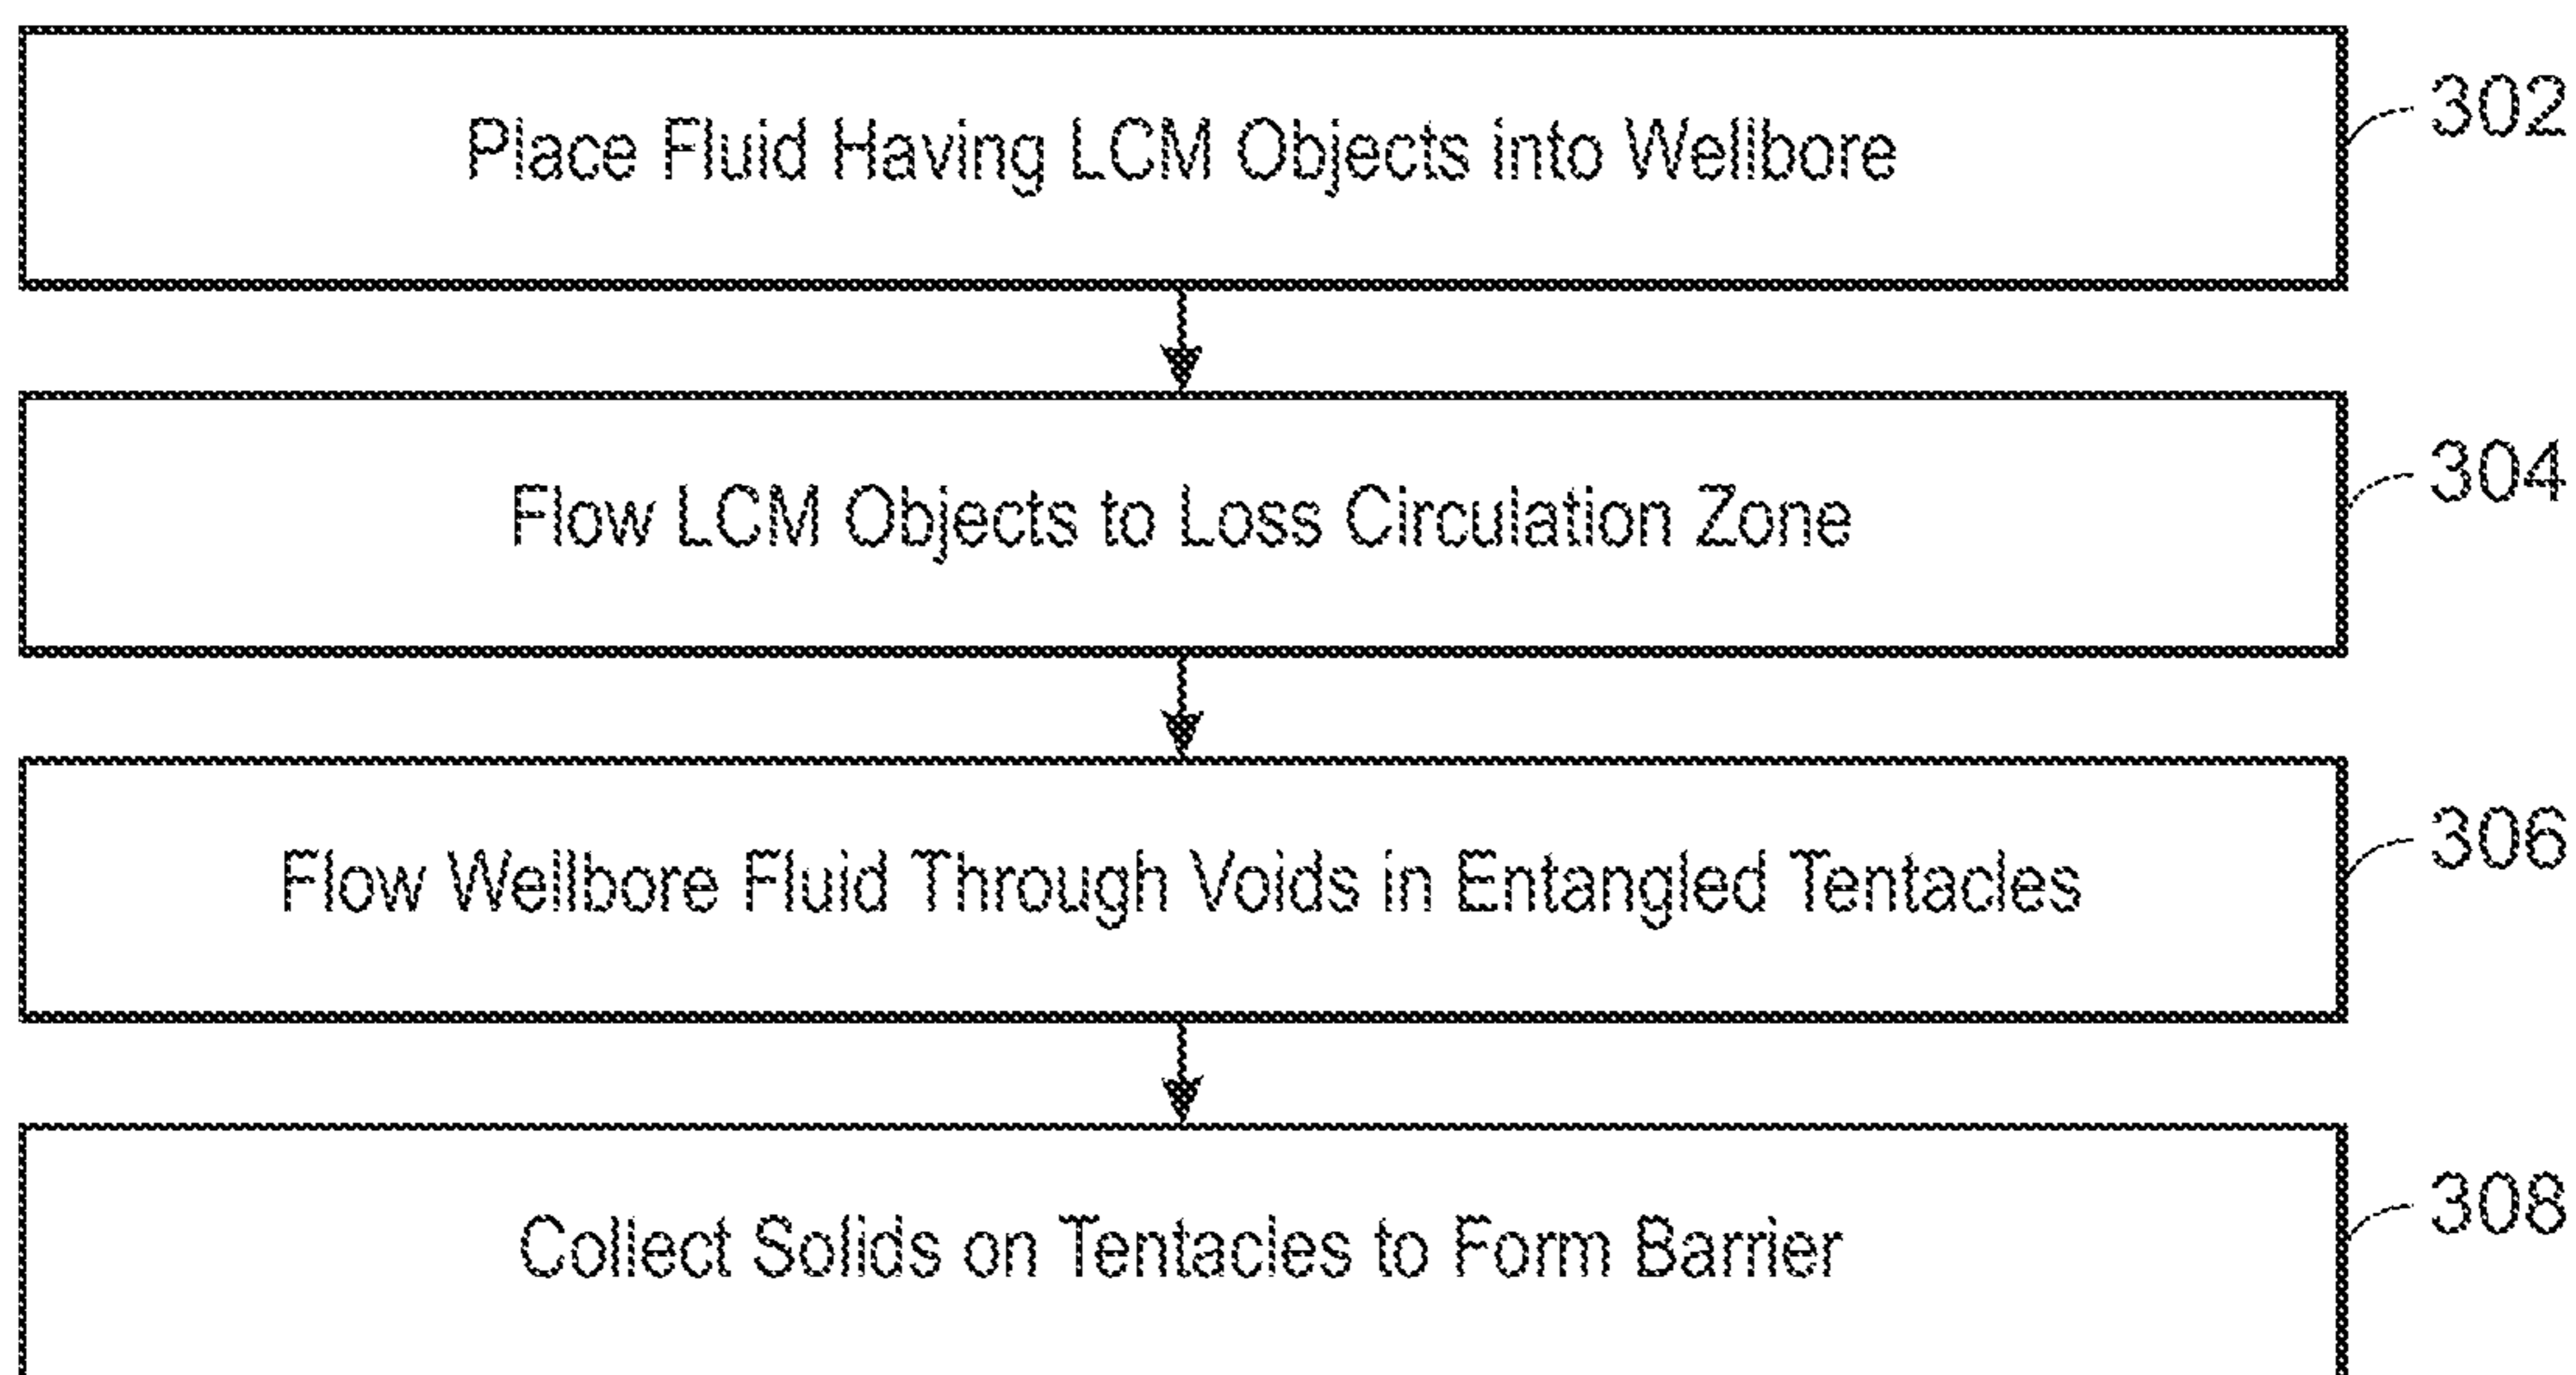 Place Fluid Having LCM Objects into Wellbore
302
Flow LCM Objects to Loss Circulation Zone
304
Flow Wellbore Fluid Through Voids in Entangled Tentacles
306
Collect Solids on Tentacles to Form Barrier
308